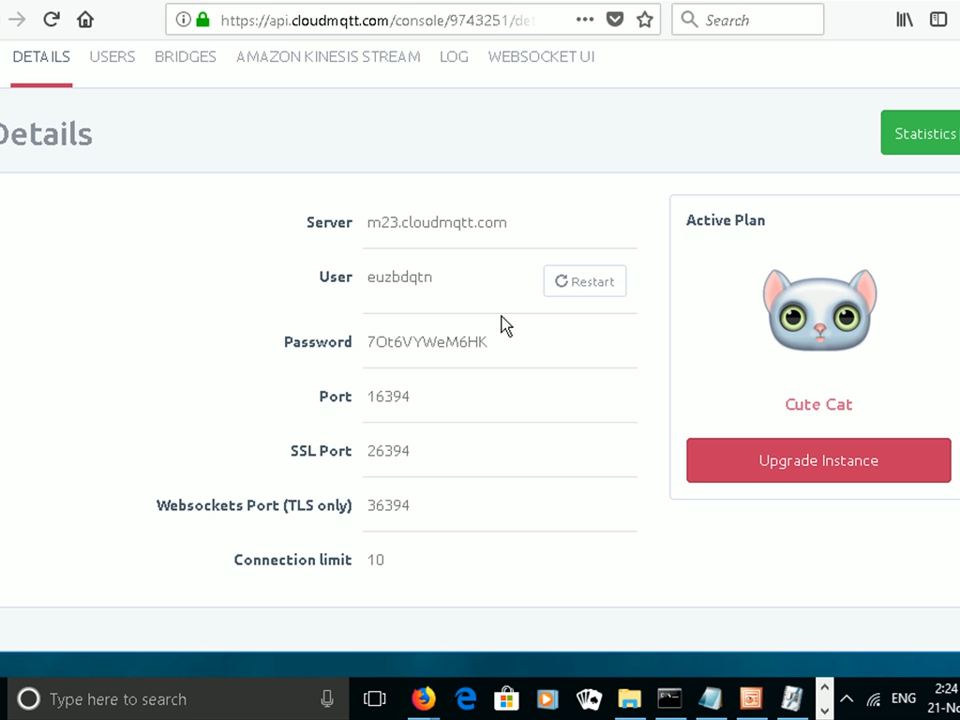 https://api.cloudmqtt.com/console/9743251/de
Search
DETAILS USERS BRIDGES AMAZON KINESIS STREAM LOG WEBSOCKET UI
Details
Statistics
Server m23.cloudmqtt.com
User euzbdqtn
Restart
Password 7Ot6VYWeM6HK
Port 16394
SSL Port 26394
Websockets Port (TLS only) 36394
Connection limit 10
Active Plan
Cute Cat
Upgrade Instance
Type here to search
ENG
2:24
21-No